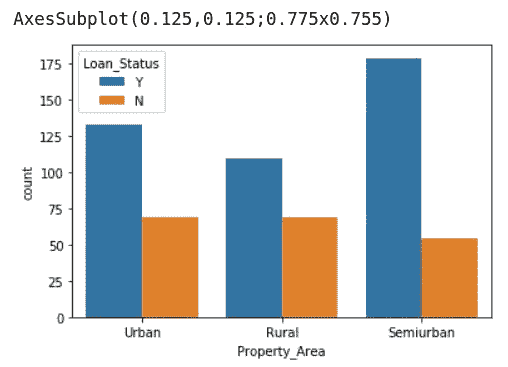 AxesSubplot(0.125,0.125;0.775x0.755)
175
150
125
100
75
50
25
0
count
Loan_Status
Y
N
Urban Rural Semiurban
Property_Area